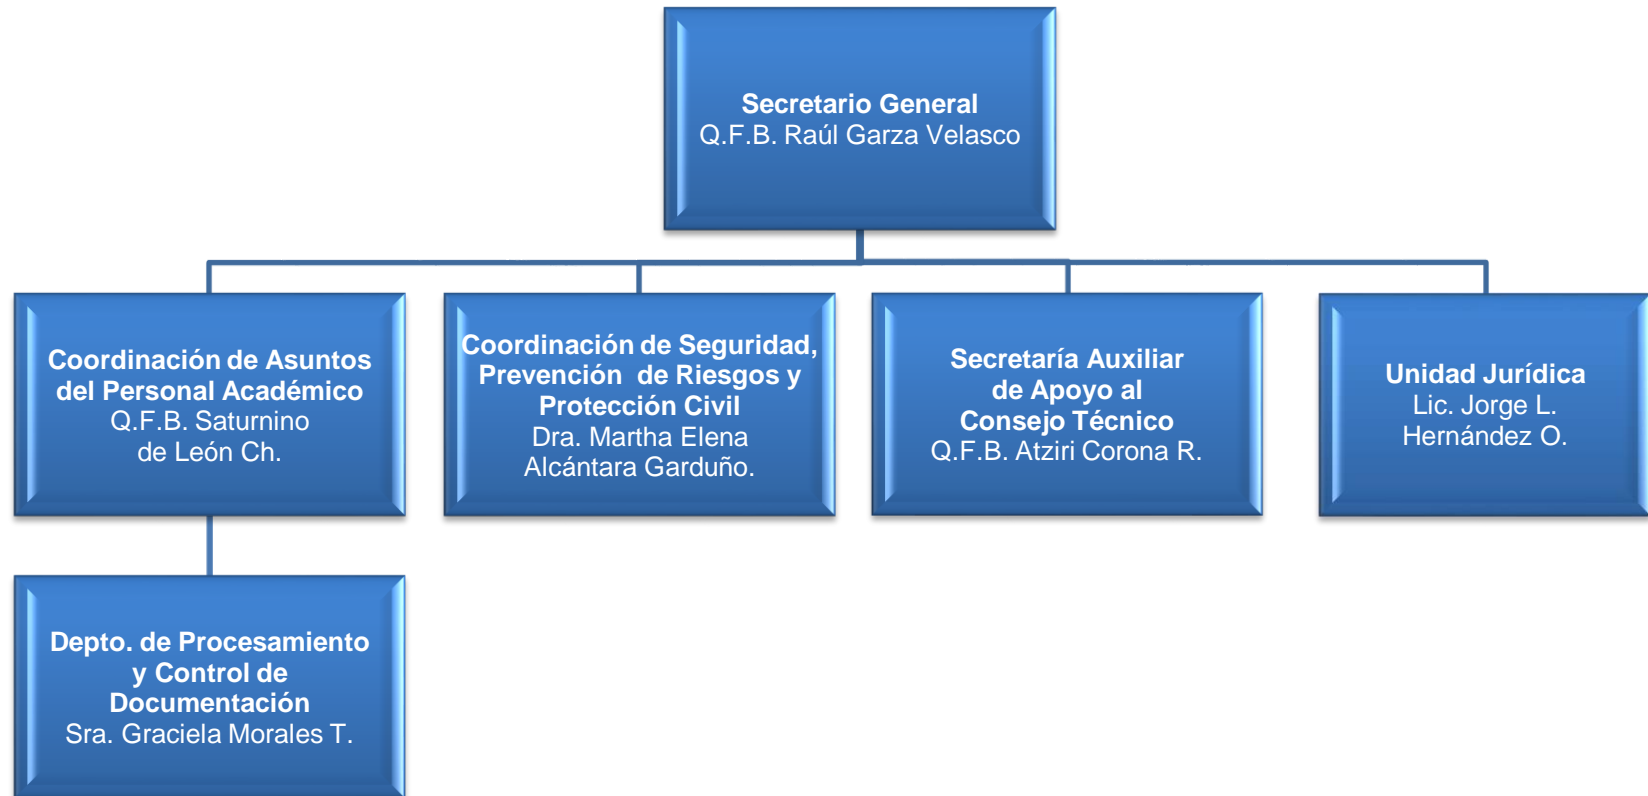 Secretario General
Q.F.B. Raúl Garza Velasco
Coordinación de Asuntos
del Personal Académico
Q.F.B. Saturnino
de León Ch.
Coordinación de Seguridad,
Prevención de Riesgos y
Protección Civil
Dra. Martha Elena
Alcántara Garduño.
Secretaría Auxiliar
de Apoyo al
Consejo Técnico
Q.F.B. Atziri Corona R.
Unidad Jurídica
Lic. Jorge L.
Hernández O.
Depto. de Procesamiento
y Control de
Documentación
Sra. Graciela Morales T.